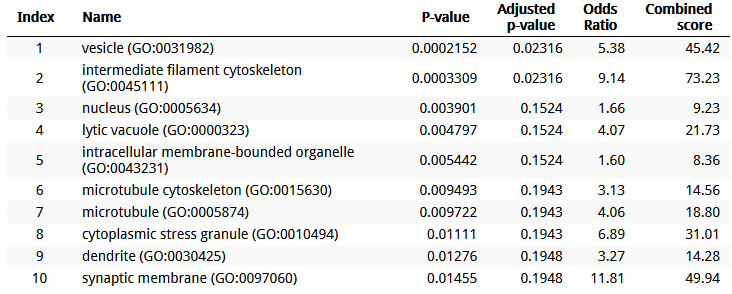 Index Name P-value Adjusted p-value Odds Ratio Combined score
1 vesicle (GO:0031982) 0.0002152 0.02316 5.38 45.42
2 intermediate filament cytoskeleton (GO:0045111) 0.0003309 0.02316 9.14 73.23
3 nucleus (GO:0005634) 0.003901 0.1524 1.66 9.23
4 lytic vacuole (GO:0000323) 0.004797 0.1524 4.07 21.73
5 intracellular membrane-bounded organelle (GO:0043231) 0.005442 0.1524 1.60 8.36
6 microtubule cytoskeleton (GO:0015630) 0.009493 0.1943 3.13 14.56
7 microtubule (GO:0005874) 0.009722 0.1943 4.06 18.80
8 cytoplasmic stress granule (GO:0010494) 0.01111 0.1943 6.89 31.01
9 dendrite (GO:0030425) 0.01276 0.1948 3.27 14.28
10 synaptic membrane (GO:0097060) 0.01455 0.1948 11.81 49.94